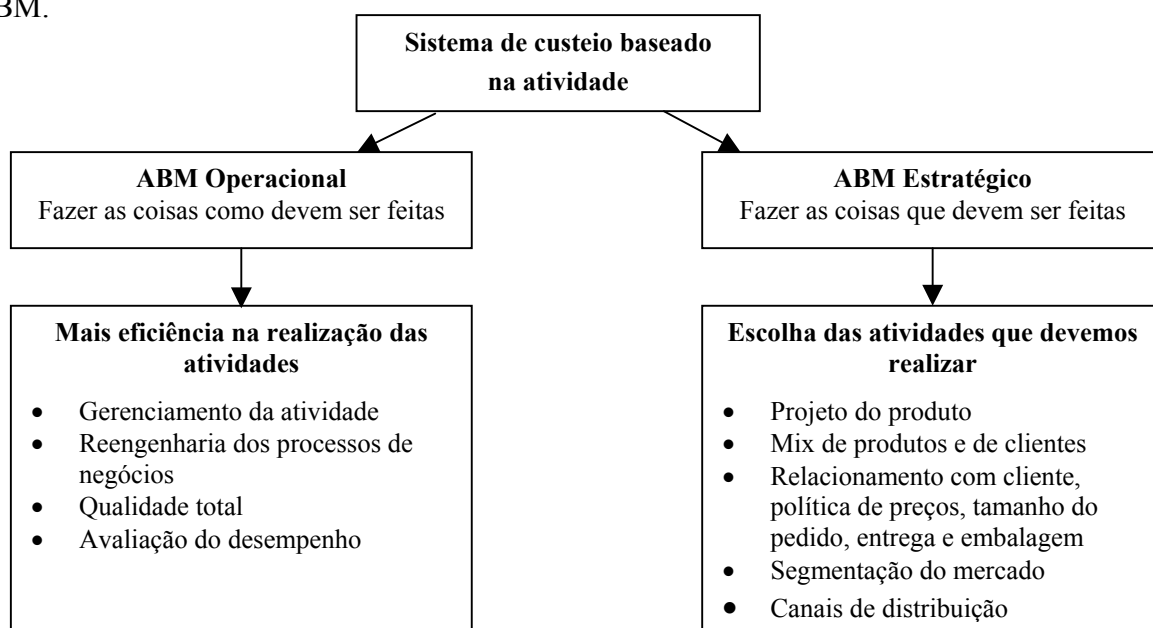 BM.
Sistema de custeio baseado
na atividade
ABM Operacional
Fazer as coisas como devem ser feitas
ABM Estratégico
Fazer as coisas que devem ser feitas
Mais eficiência na realização das
atividades
• Gerenciamento da atividade
• Reengenharia dos processos de
negócios
• Qualidade total
• Avaliação do desempenho
Escolha das atividades que devemos
realizar
• Projeto do produto
• Mix de produtos e de clientes
• Relacionamento com cliente,
política de preços, tamanho do
pedido, entrega e embalagem
• Segmentação do mercado
• Canais de distribuição